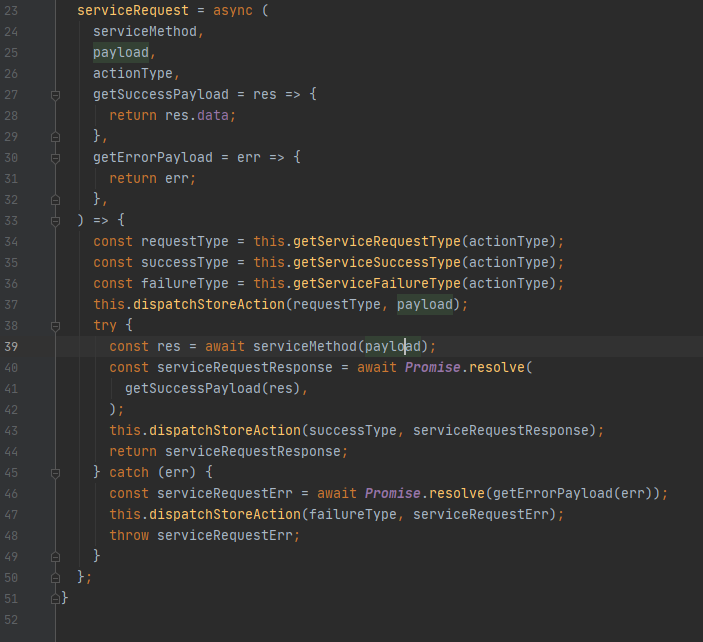 23 serviceRequest = async (
24 serviceMethod,
25 payload,
26 actionType,
27 getSuccessPayload = res => {
28 return res.data;
29 },
30 getErrorPayload = err => {
31 return err;
32 },
33 ) => {
34 const requestType = this.getServiceRequestType(actionType);
35 const successType = this.getServiceSuccessType(actionType);
36 const failureType = this.getServiceFailureType(actionType);
37 this.dispatchStoreAction(requestType, payload);
38 try {
39 const res = await serviceMethod(payload);
40 const serviceRequestResponse = await Promise.resolve(
41 getSuccessPayload(res),
42 );
43 this.dispatchStoreAction(successType, serviceRequestResponse);
44 return serviceRequestResponse;
45 } catch (err) {
46 const serviceRequestErr = await Promise.resolve(getErrorPayload(err));
47 this.dispatchStoreAction(failureType, serviceRequestErr);
48 throw serviceRequestErr;
49 }
50 };
51 }
52